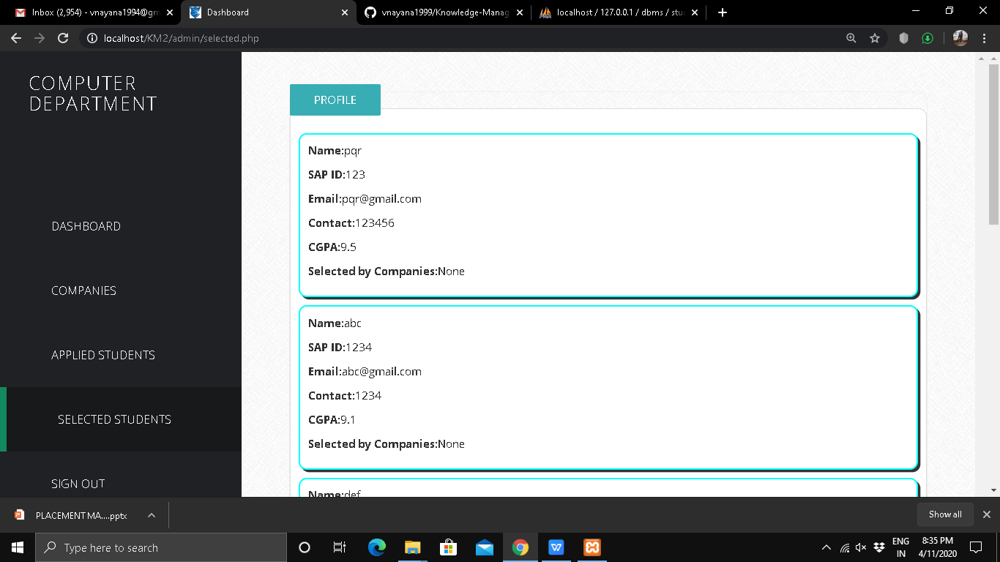 Inbox (2,954) - vnayana1994@gm
Dashboard
vnayana1999/Knowledge-Manag
localhost / 127.0.0.1 / dbms / stu
localhost/KM2/admin/selected.php
COMPUTER
DEPARTMENT
DASHBOARD
COMPANIES
APPLIED STUDENTS
SELECTED STUDENTS
SIGN OUT
PROFILE
Name:pqr
SAP ID:123
Email:pqr@gmail.com
Contact:123456
CGPA:9.5
Selected by Companies:None
Name:abc
SAP ID:1234
Email:abc@gmail.com
Contact:1234
CGPA:9.1
Selected by Companies:None
Name:def
PLACEMENT MA....pptx
Show all
Type here to search
ENG
IN
8:35 PM
4/11/2020